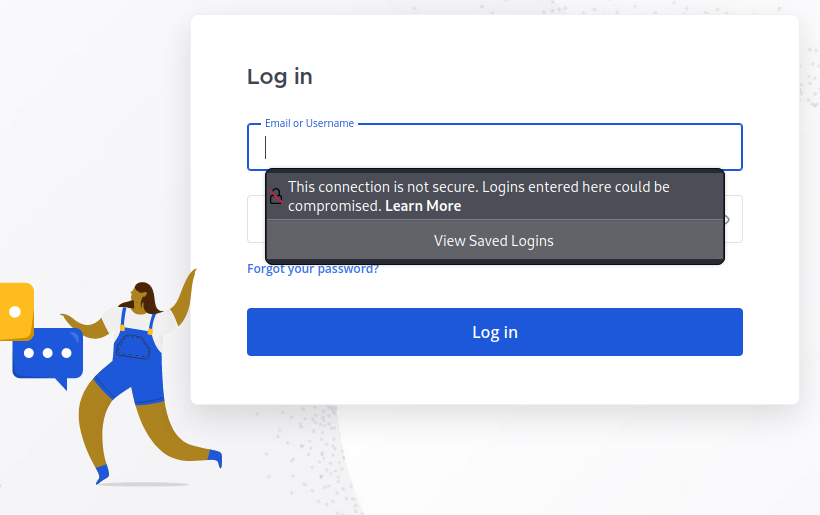 Log in
Email or Username
This connection is not secure. Logins entered here could be
compromised. Learn More
View Saved Logins
Forgot your password?
Log in